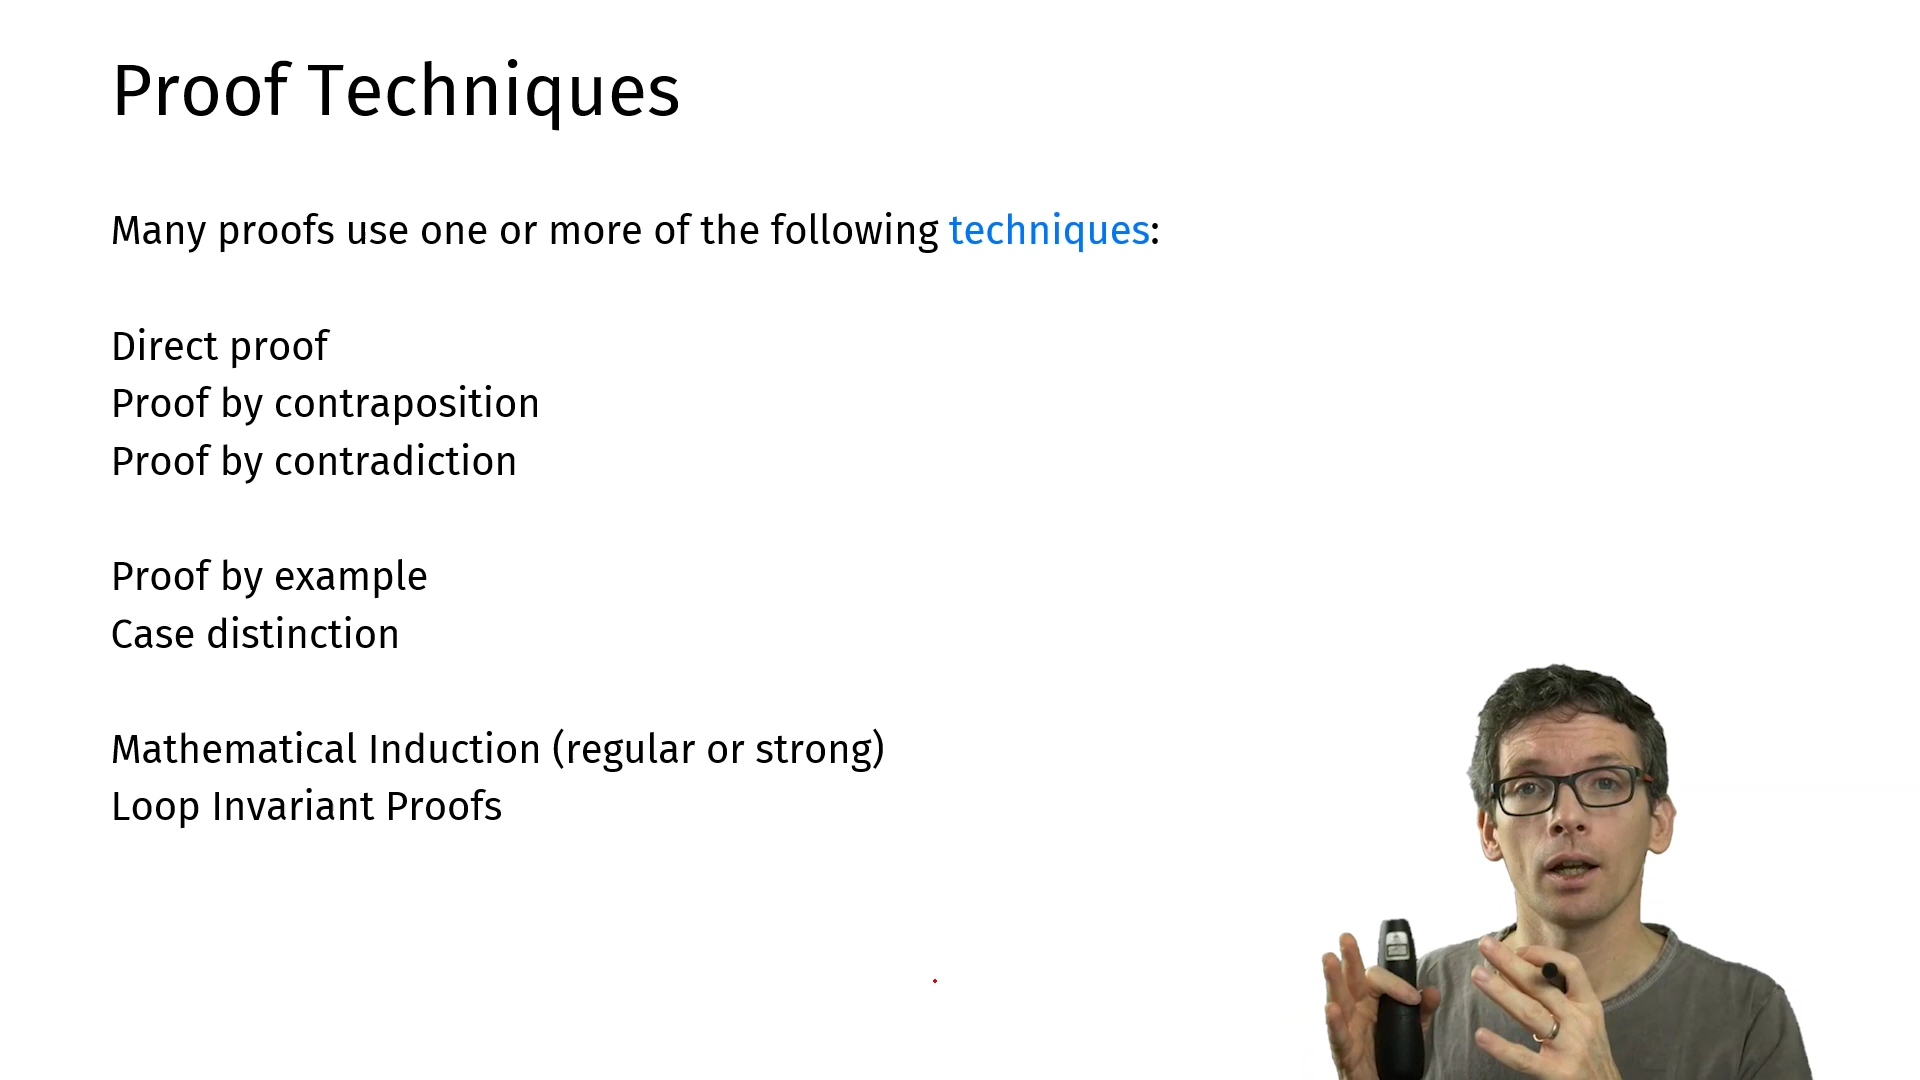 Proof Techniques
Many proofs use one or more of the following techniques:
Direct proof
Proof by contraposition
Proof by contradiction
Proof by example
Case distinction
Mathematical Induction (regular or strong)
Loop Invariant Proofs